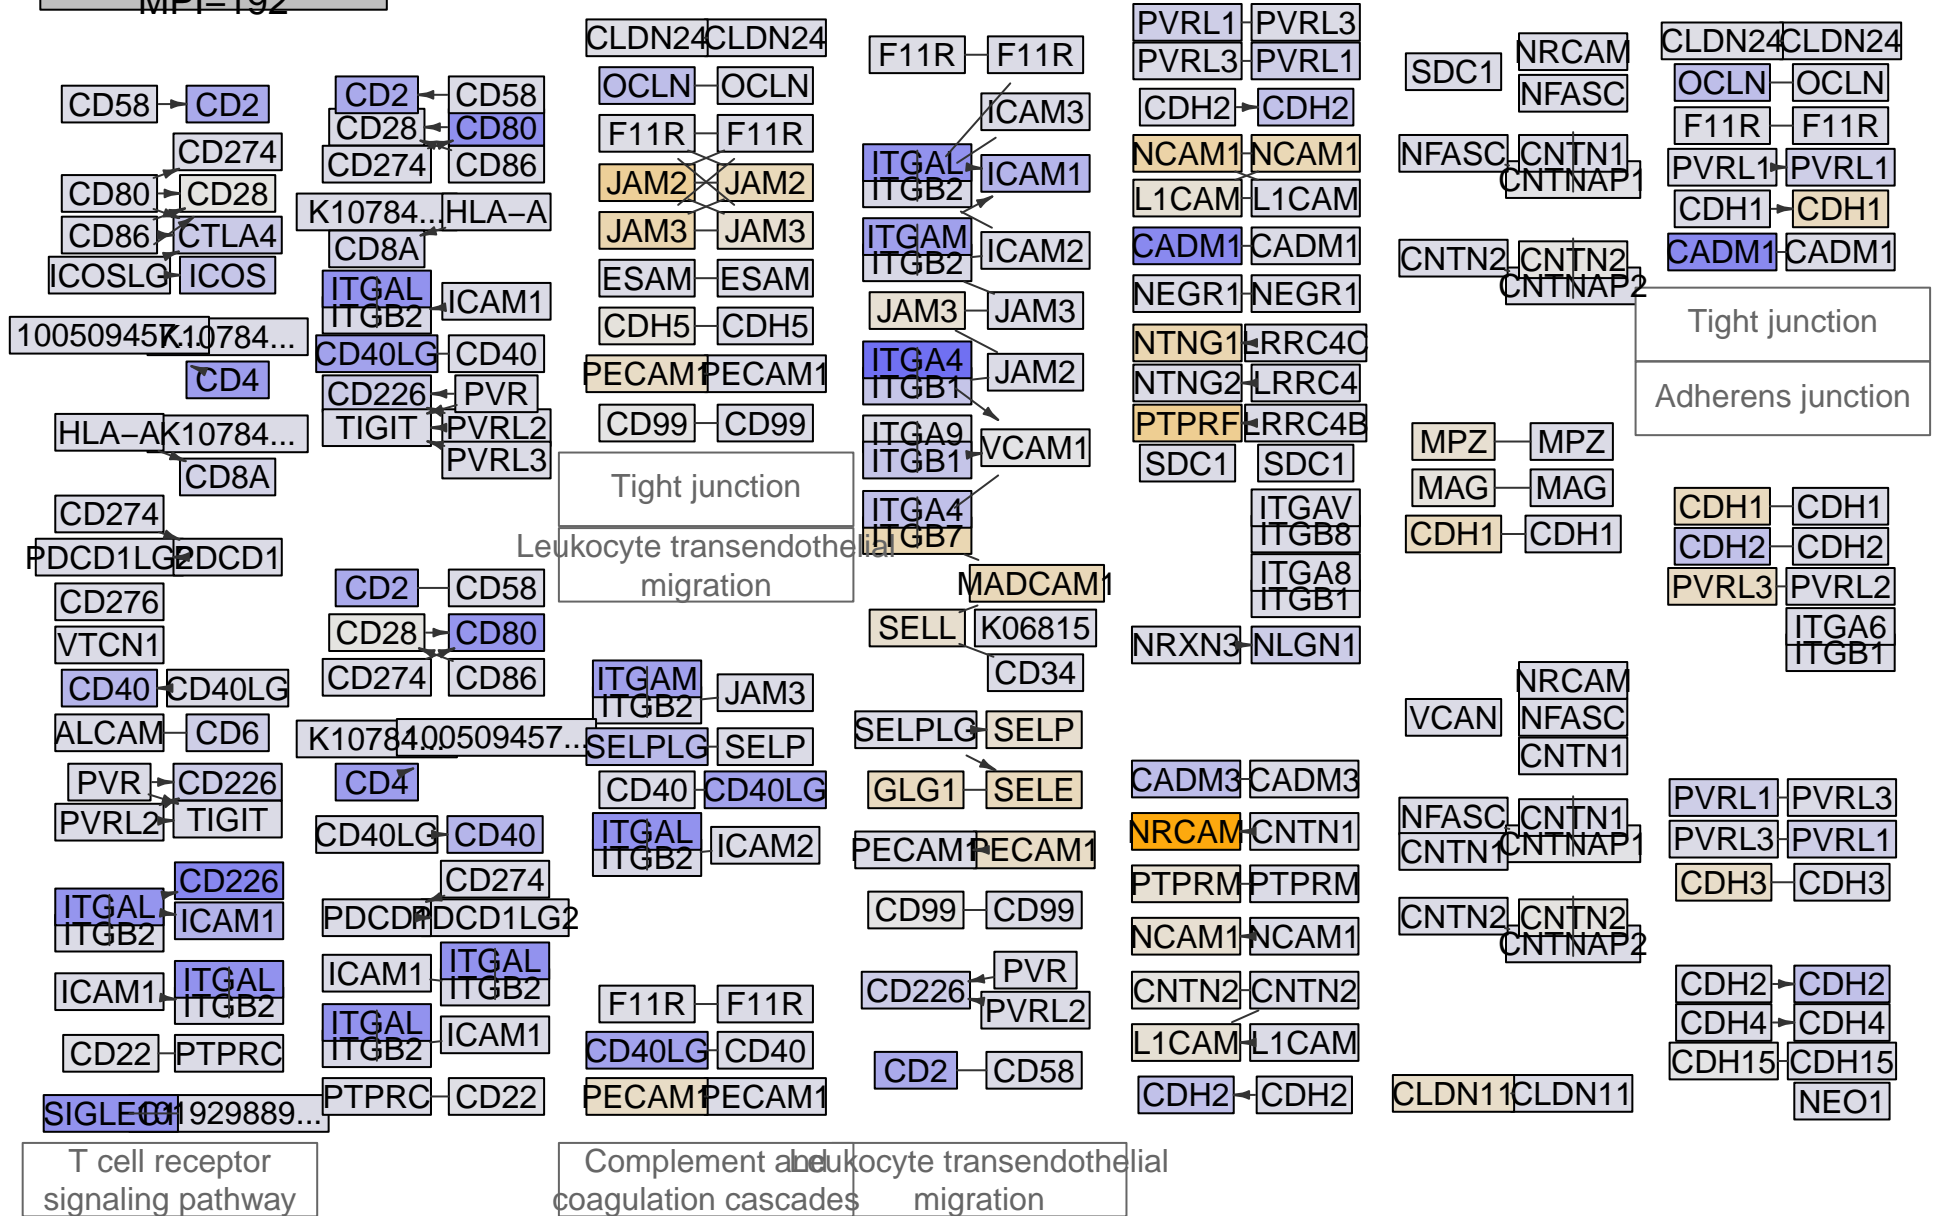 MPI−192
CD58
CD2
CD274
CD80
CD28
CD86
CTLA4
ICOSLG
ICOS
100509457...
K10784...
CD4
HLA−A
K10784...
CD8A
CD274
PDCD1LG2
PDCD1
CD276
VTCN1
CD40
CD40LG
ALCAM
CD6
PVR
CD226
PVRL2
TIGIT
CD226
ITGAL
ITGB2
ICAM1
ICAM1
ITGAL
ITGB2
CD22
PTPRC
1929889...
T cell receptor
signaling pathway
CD2
CD58
CD28
CD80
CD274
CD86
K10784...
HLA−A
CD8A
ITGAL
ITGB2
ICAM1
CD40LG
CD40
CD226
PVR
TIGIT
PVRL2
PVRL3
CD2
CD58
CD28
CD80
CD274
CD86
K10784...
100509457...
CD4
CD40LG
CD40
CD274
PDCD1LG2
ICAM1
ITGAL
ITGB2
ITGAL
ITGB2
ICAM1
PTPRC
CD22
CLDN24
CLDN24
OCLN
OCLN
F11R
F11R
JAM2
JAM2
JAM3
JAM3
ESAM
ESAM
CDH5
CDH5
PECAM1
PECAM1
CD99
CD99
Tight junction
Leukocyte transendothelial
migration
ITGAM
ITGB2
JAM3
SELPLG
SELP
CD40
CD40LG
ITGAL
ITGB2
ICAM2
F11R
F11R
CD40LG
CD40
PECAM1
PECAM1
Complement and
coagulation cascades
F11R
F11R
ICAM3
ITGAL
ITGB2
ICAM1
ITGAM
ITGB2
ICAM2
JAM3
JAM3
ITGA4
ITGB1
JAM2
ITGA9
ITGB1
VCAM1
ITGA4
ITGB7
MADCAM1
SELL
K06815
CD34
SELPLG
SELP
GLG1
SELE
PECAM1
PECAM1
CD99
CD99
CD226
PVR
PVRL2
CD2
CD58
Leukocyte transendothelial
migration
PVRL1
PVRL3
PVRL3
PVRL1
CDH2
CDH2
NCAM1
NCAM1
L1CAM
L1CAM
CADM1
CADM1
NEGR1
NEGR1
NTNG1
LRRC4C
NTNG2
LRRC4
PTPRF
LRRC4B
SDC1
SDC1
ITGAV
ITGB8
ITGA8
ITGB1
NRXN3
NLGN1
CADM3
CADM3
NRCAM
CNTN1
PTPRM
PTPRM
NCAM1
NCAM1
CNTN2
CNTN2
L1CAM
L1CAM
CDH2
CDH2
SDC1
NRCAM
NFASC
NFASC
CNTN1
CNTNAP1
CNTN2
CNTN2
CNTNAP2
MPZ
MPZ
MAG
MAG
CDH1
CDH1
VCAN
NRCAM
NFASC
CNTN1
NFASC
CNTN1
CNTN1
CNTNAP1
CNTN2
CNTN2
CNTNAP2
CLDN11
CLDN11
CLDN24
CLDN24
OCLN
OCLN
F11R
F11R
PVRL1
PVRL1
CDH1
CDH1
CADM1
CADM1
Tight junction
Adherens junction
CDH1
CDH1
CDH2
CDH2
PVRL3
PVRL2
ITGA6
ITGB1
PVRL1
PVRL3
PVRL3
PVRL1
CDH3
CDH3
CDH2
CDH2
CDH4
CDH4
CDH15
CDH15
NEO1